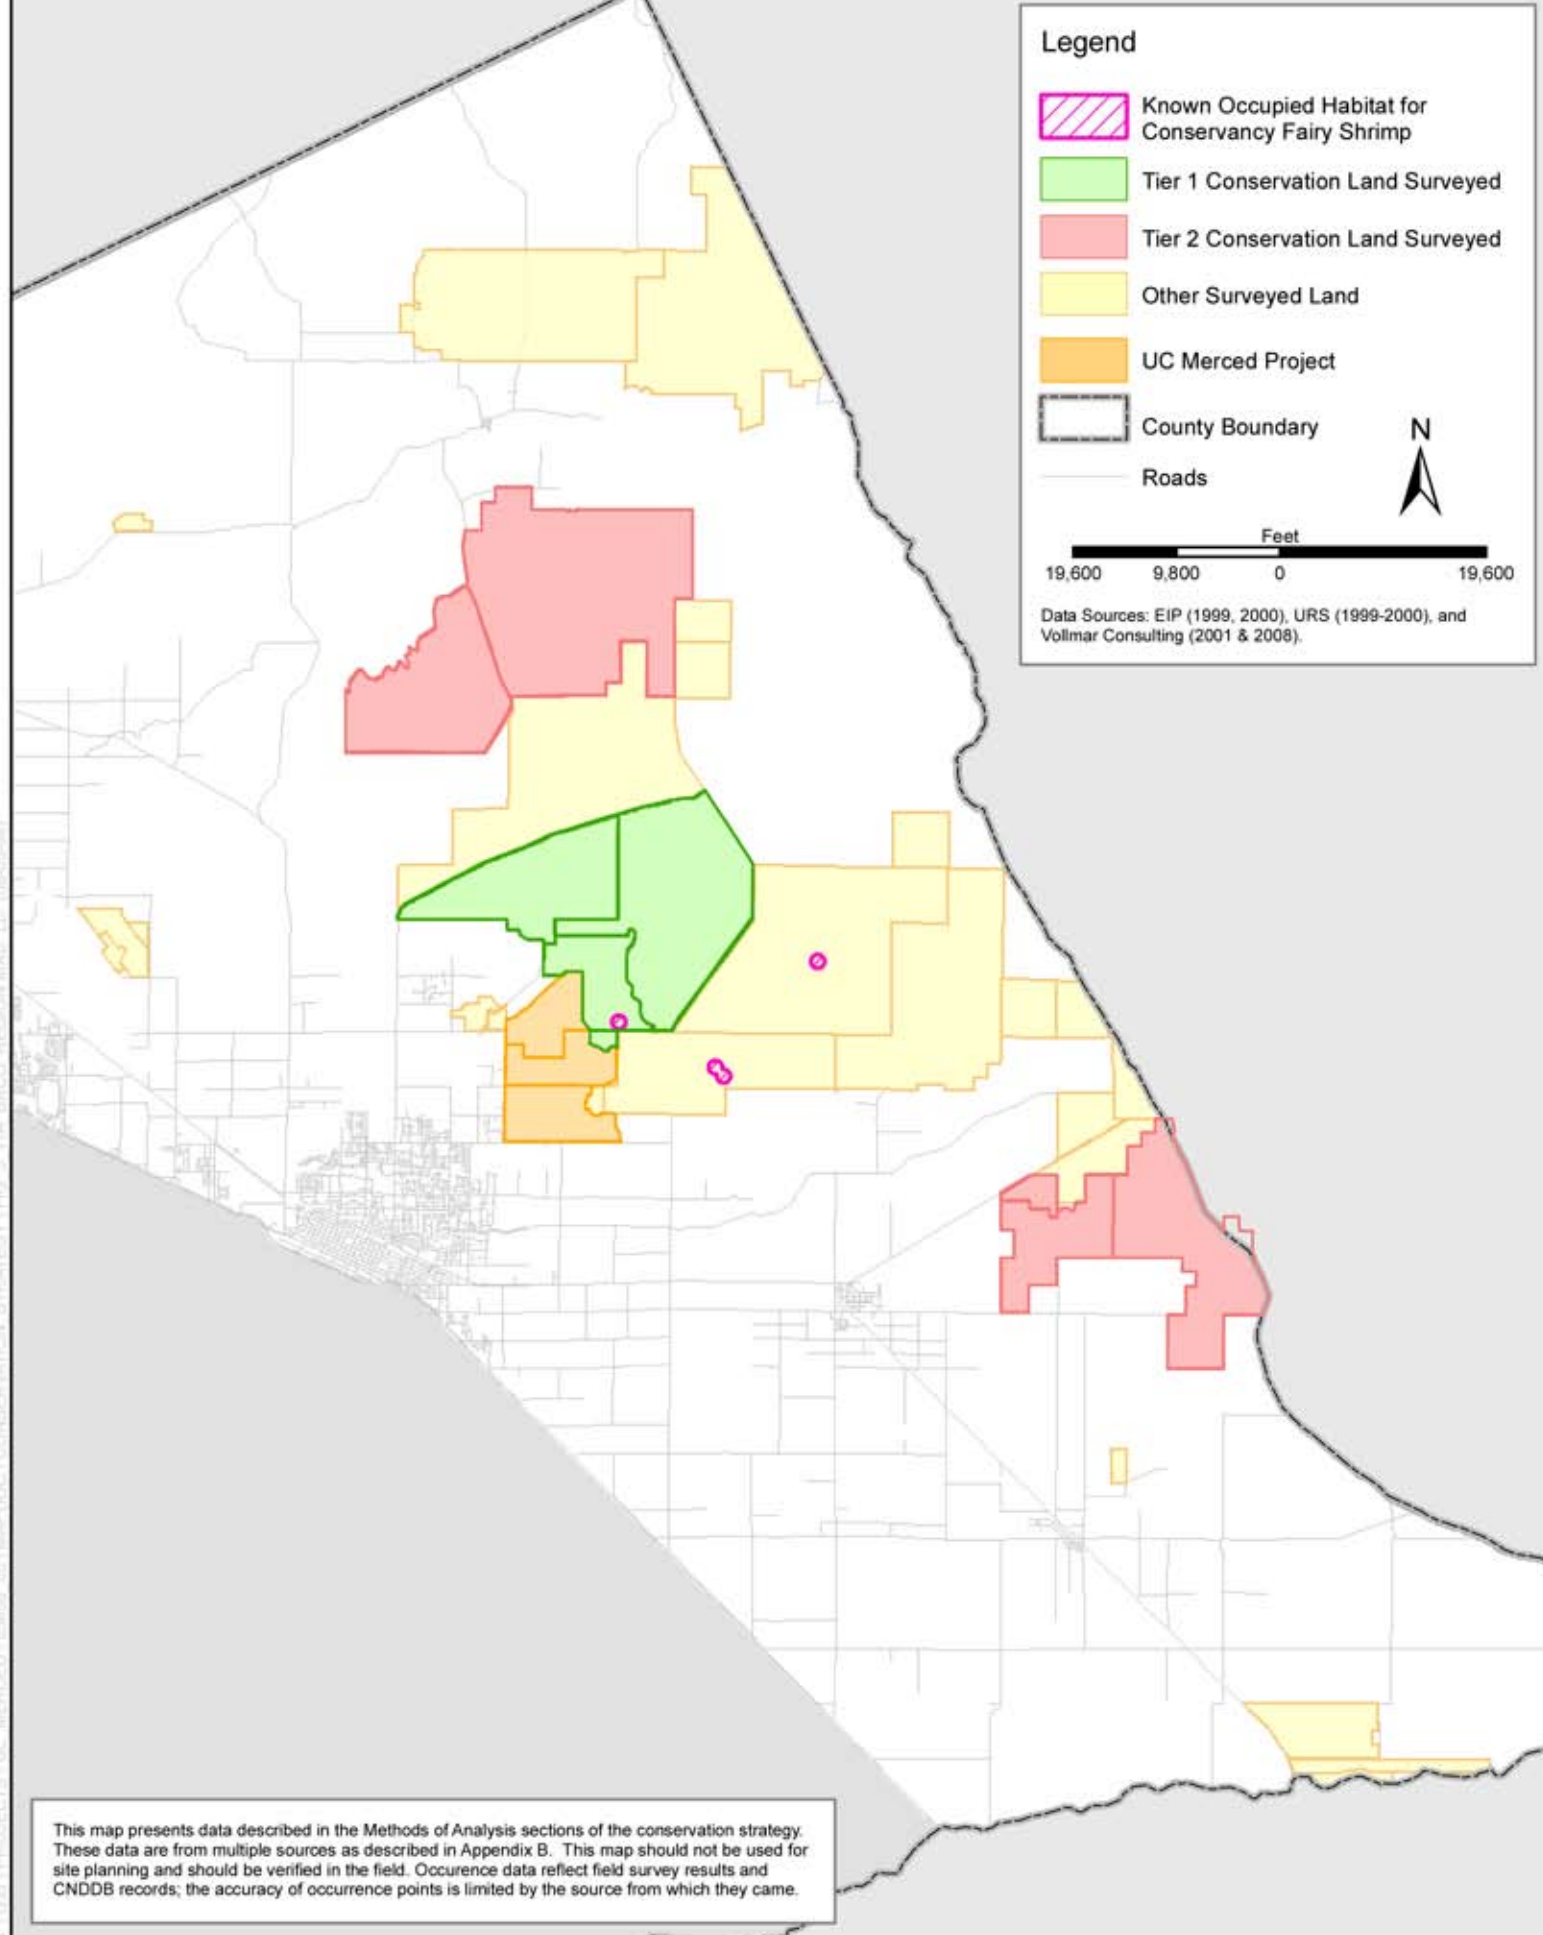 Legend
Known Occupied Habitat for
Conservancy Fairy Shrimp
Tier 1 Conservation Land Surveyed
Tier 2 Conservation Land Surveyed
Other Surveyed Land
UC Merced Project
County Boundary
N
Roads
Feet
19,600 9,800 0 19,600
Data Sources: EIP (1999, 2000), URS (1999-2000), and
Vollmar Consulting (2001 & 2008).
This map presents data described in the Methods of Analysis sections of the conservation strategy.
These data are from multiple sources as described in Appendix B. This map should not be used for
site planning and should be verified in the field. Occurence data reflect field survey results and
CNDDB records; the accuracy of occurrence points is limited by the source from which they came.